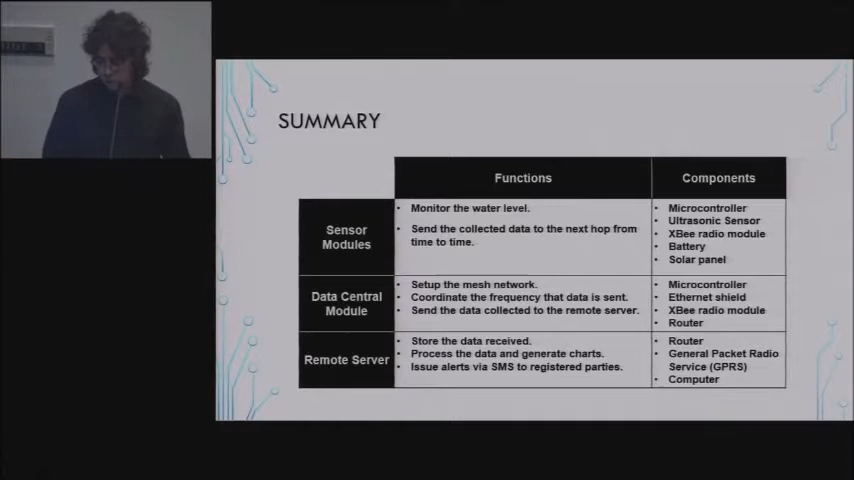 SUMMARY
Functions
Components
Sensor
Modules
• Monitor the water level.
• Send the collected data to the next hop from
time to time.
• Microcontroller
• Ultrasonic Sensor
• XBee radio module
• Battery
• Solar panel
Data Central
Module
• Setup the mesh network.
• Coordinate the frequency that data is sent.
• Send the data collected to the remote server.
• Microcontroller
• Ethernet shield
• XBee radio module
• Router
Remote Server
• Store the data received.
• Process the data and generate charts.
• Issue alerts via SMS to registered parties.
• Router
• General Packet Radio
Service (GPRS)
• Computer